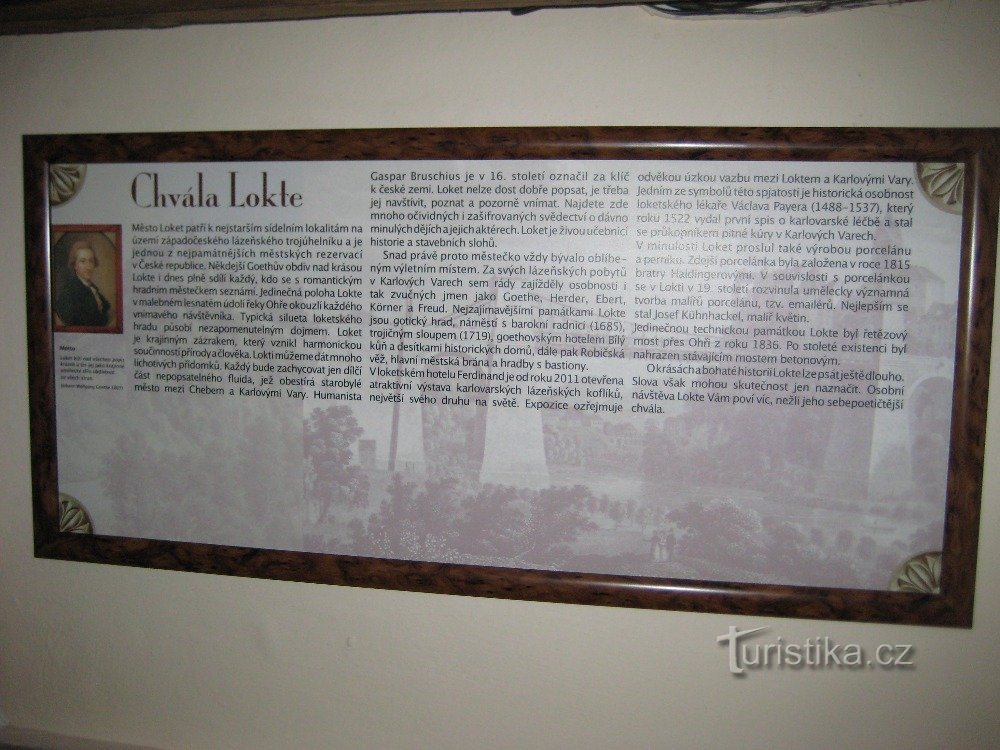 Chvála Lokte
Město Loket patří k nejstarším sídelním lokalitám na
území západočeského lázeňského trojúhelníku a je
jednou z nejpamátnějších městských rezervací
v České republice. Někdejší Goethův obdiv nad krásou
Lokte i dnes plně sdílí každý, kdo se s romantickým
hradním městečkem seznámí. Jedinečná poloha Lokte
v malebném lesnatém údolí řeky Ohře okouzlí každého
vnímavého návštěvníka. Typická silueta loketského
hradu působí nezapomenutelným dojmem. Loket
je krajinným zázrakem, který vznikl harmonickou
součinností přírody a člověka. Lokti můžeme dát mnoho
lichotivých přídomků. Každý bude zachycovat jen dílčí
část nepopsatelného fluida, jež obestírá starobylé
město mezi Chebem a Karlovými Vary. Humanista
Motto
Loket leží nad všechen popis
krásně a lze jej jako
umělecké dílo obdivovat
ze všech stran.
Johann Wolfgang Goethe (1807)
Gaspar Bruschius je v 16. století označil za klíč
k české zemi. Loket nelze dost dobře popsat, je třeba
jej navštívit, poznat a pozorně vnímat. Najdete zde
mnoho očividných i zašifrovaných svědectví o dávno
minulých dějích a jejich aktérech. Loket je živou učebnicí
historie a stavebních slohů.
Snad právě proto městečko vždy bývalo oblíbe-
ným výletním místem. Za svých lázeňských pobytů
v Karlových Varech sem rády zajížděly osobnosti i
tak zvučných jmen jako Goethe, Herder, Ebert,
Körner a Freud. Nejzajímavějšími památkami Lokte
jsou gotický hrad, náměstí s barokní radnicí (1685),
trojičným sloupem (1719), goethovským hotelem Bílý
kůň a desítkami historických domů, dále pak Robičská
věž, hlavní městská brána a hradby s bastiony.
V loketském hotelu Ferdinand je od roku 2011 otevřena
atraktivní výstava karlovarských lázeňských koflíků,
největší svého druhu na světě. Expozice ozřejmuje
odvěkou úzkou vazbu mezi Loktem a Karlovými Vary.
Jedním ze symbolů této spjatosti je historická osobnost
loketského lékaře Václava Payera (1488–1537), který
roku 1522 vydal první spis o karlovarské léčbě a stal
se průkopníkem pitné kúry v Karlových Varech.
V minulosti Loket proslul také výrobou porcelánu
a perníku. Zdejší porcelánka byla založena v roce 1815
bratry Haidingerovými. V souvislosti s porcelánkou
se v Lokti v 19. století rozvinula umělecky významná
tvorba malířů porcelánu, tzv. emailérů. Nejlepším se
stal Josef Kühnhackel, malíř květin.
Jedinečnou technickou památkou Lokte byl řetězový
most přes Ohři z roku 1836. Po stoleté existenci byl
nahrazen stávajícím mostem betonovým.
O krásách a bohaté historii Lokte lze psát ještě dlouho.
Slova však mohou skutečnost jen naznačit. Osobní
návštěva Lokte Vám poví víc, nežli jeho sebepoetičtější
chvála.
Turistika.cz